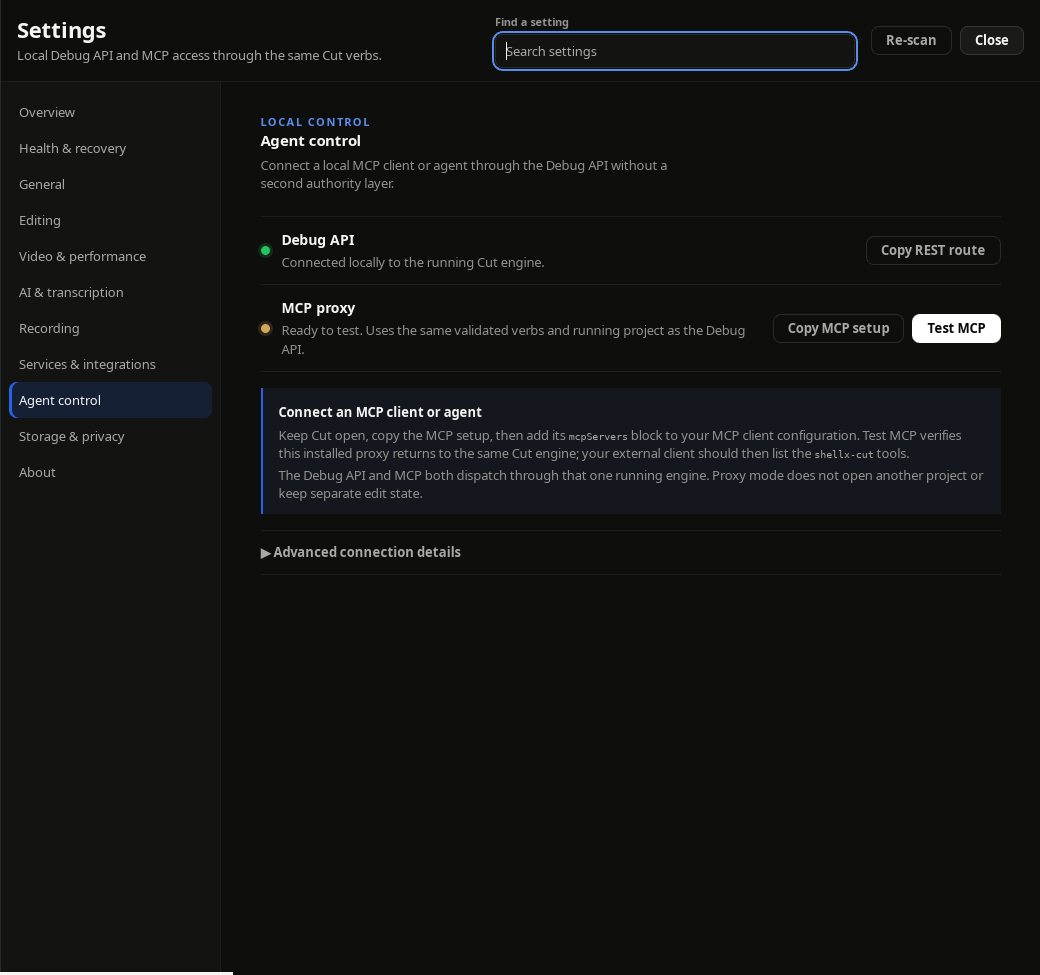 Settings
Local Debug API and MCP access through the same Cut verbs.
Find a setting
Search settings
Re-scan
Close
Overview
Health & recovery
General
Editing
Video & performance
AI & transcription
Recording
Services & integrations
Agent control
Storage & privacy
About
LOCAL CONTROL
Agent control
Connect a local MCP client or agent through the Debug API without a
second authority layer.
Debug API
Connected locally to the running Cut engine.
Copy REST route
MCP proxy
Ready to test. Uses the same validated verbs and running project as the Debug
API.
Copy MCP setup
Test MCP
Connect an MCP client or agent
Keep Cut open, copy the MCP setup, then add its mcpServers block to your MCP client configuration. Test MCP verifies
this installed proxy returns to the same Cut engine; your external client should then list the shellx-cut tools.
The Debug API and MCP both dispatch through that one running engine. Proxy mode does not open another project or
keep separate edit state.
▶ Advanced connection details